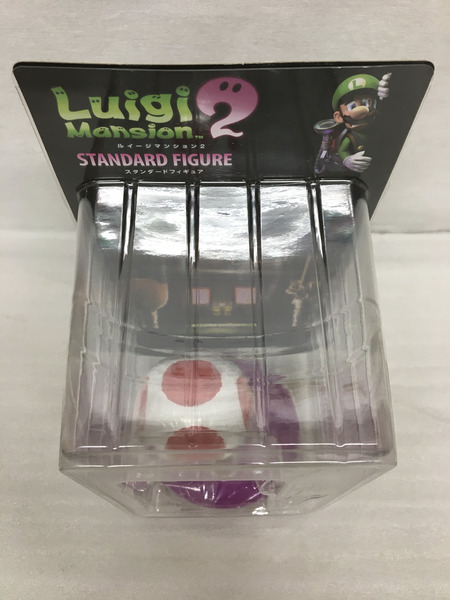 Luigi
Mansion™ 2
ルイージマンション2
STANDARD FIGURE
スタンダードフィギュア